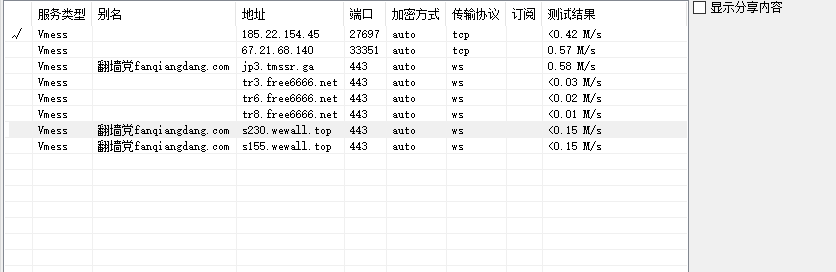 服务类型 别名 地址 端口 加密方式 传输协议 订阅 测试结果 显示分享内容
✓ Vmess 185.22.154.45 27697 auto tcp <0.42 M/s
Vmess 67.21.68.140 33351 auto tcp 0.57 M/s
Vmess 翻墙党fanqiangdang.com jp3.tmssr.ga 443 auto ws 0.58 M/s
Vmess tr3.free6666.net 443 auto ws <0.03 M/s
Vmess tr6.free6666.net 443 auto ws <0.02 M/s
Vmess tr8.free6666.net 443 auto ws <0.01 M/s
Vmess 翻墙党fanqiangdang.com s230.wewall.top 443 auto ws <0.15 M/s
Vmess 翻墙党fanqiangdang.com s155.wewall.top 443 auto ws <0.15 M/s